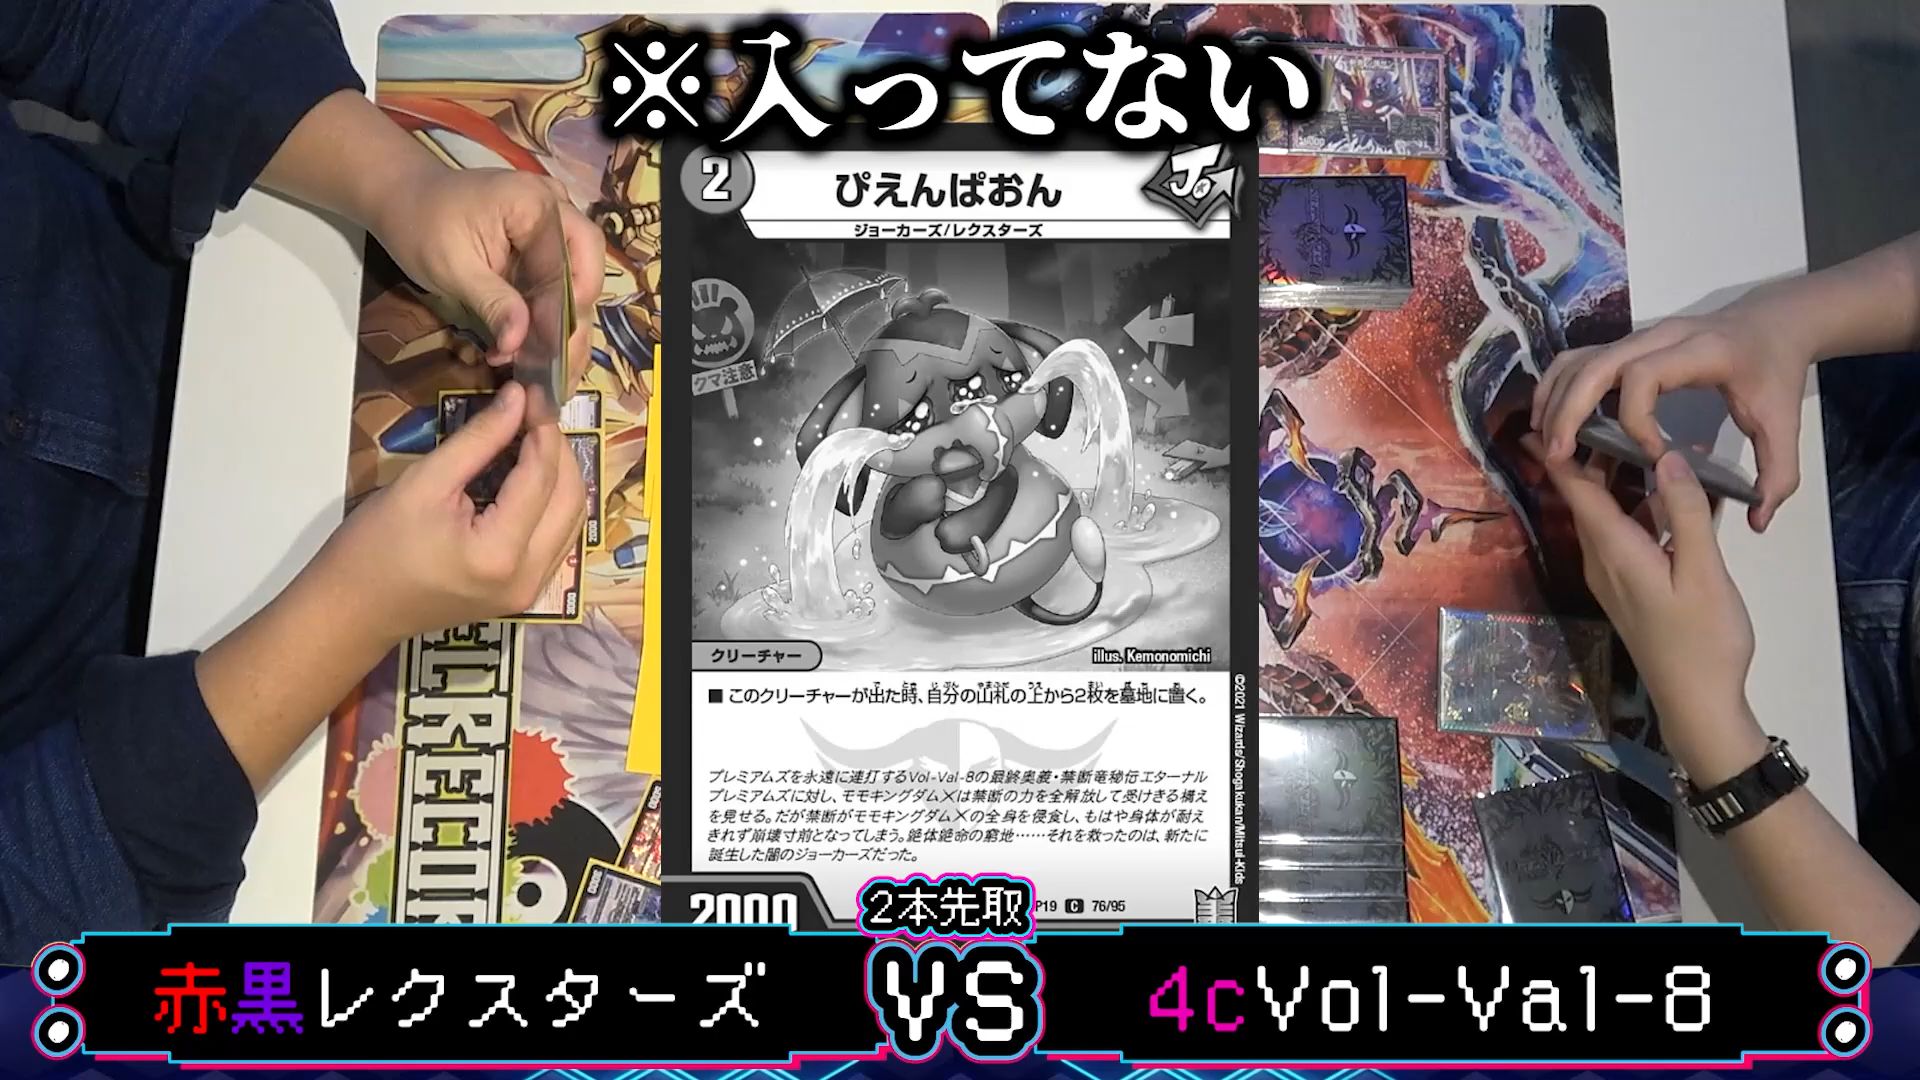 ※入ってない
2
ぴえんぱおん
ジョーカーズ/レクスターズ
クマ注意
クリーチャー
illus. Kemonomichi
■ このクリーチャーが出た時、自分の山札の上から2枚を墓地に置く。
プレミアムズを永遠に連打するVol-Val-8の最終奥義・禁断竜秘伝エターナル
プレミアムズに対し、モモキングダムXは禁断の力を全解放して受けきる構え
を見せる。だが禁断がモモキングダムXの全身を侵食し、もはや身体が耐え
きれず崩壊寸前となってしまう。絶体絶命の窮地……それを救ったのは、新たに
誕生した闇のジョーカーズだった。
©2021 Wizards/Shogakukan/Mitsui-Kids
2000
P19 C 76/95
2本先取
赤黒レクスターズ
VS
4cVol-Val-8